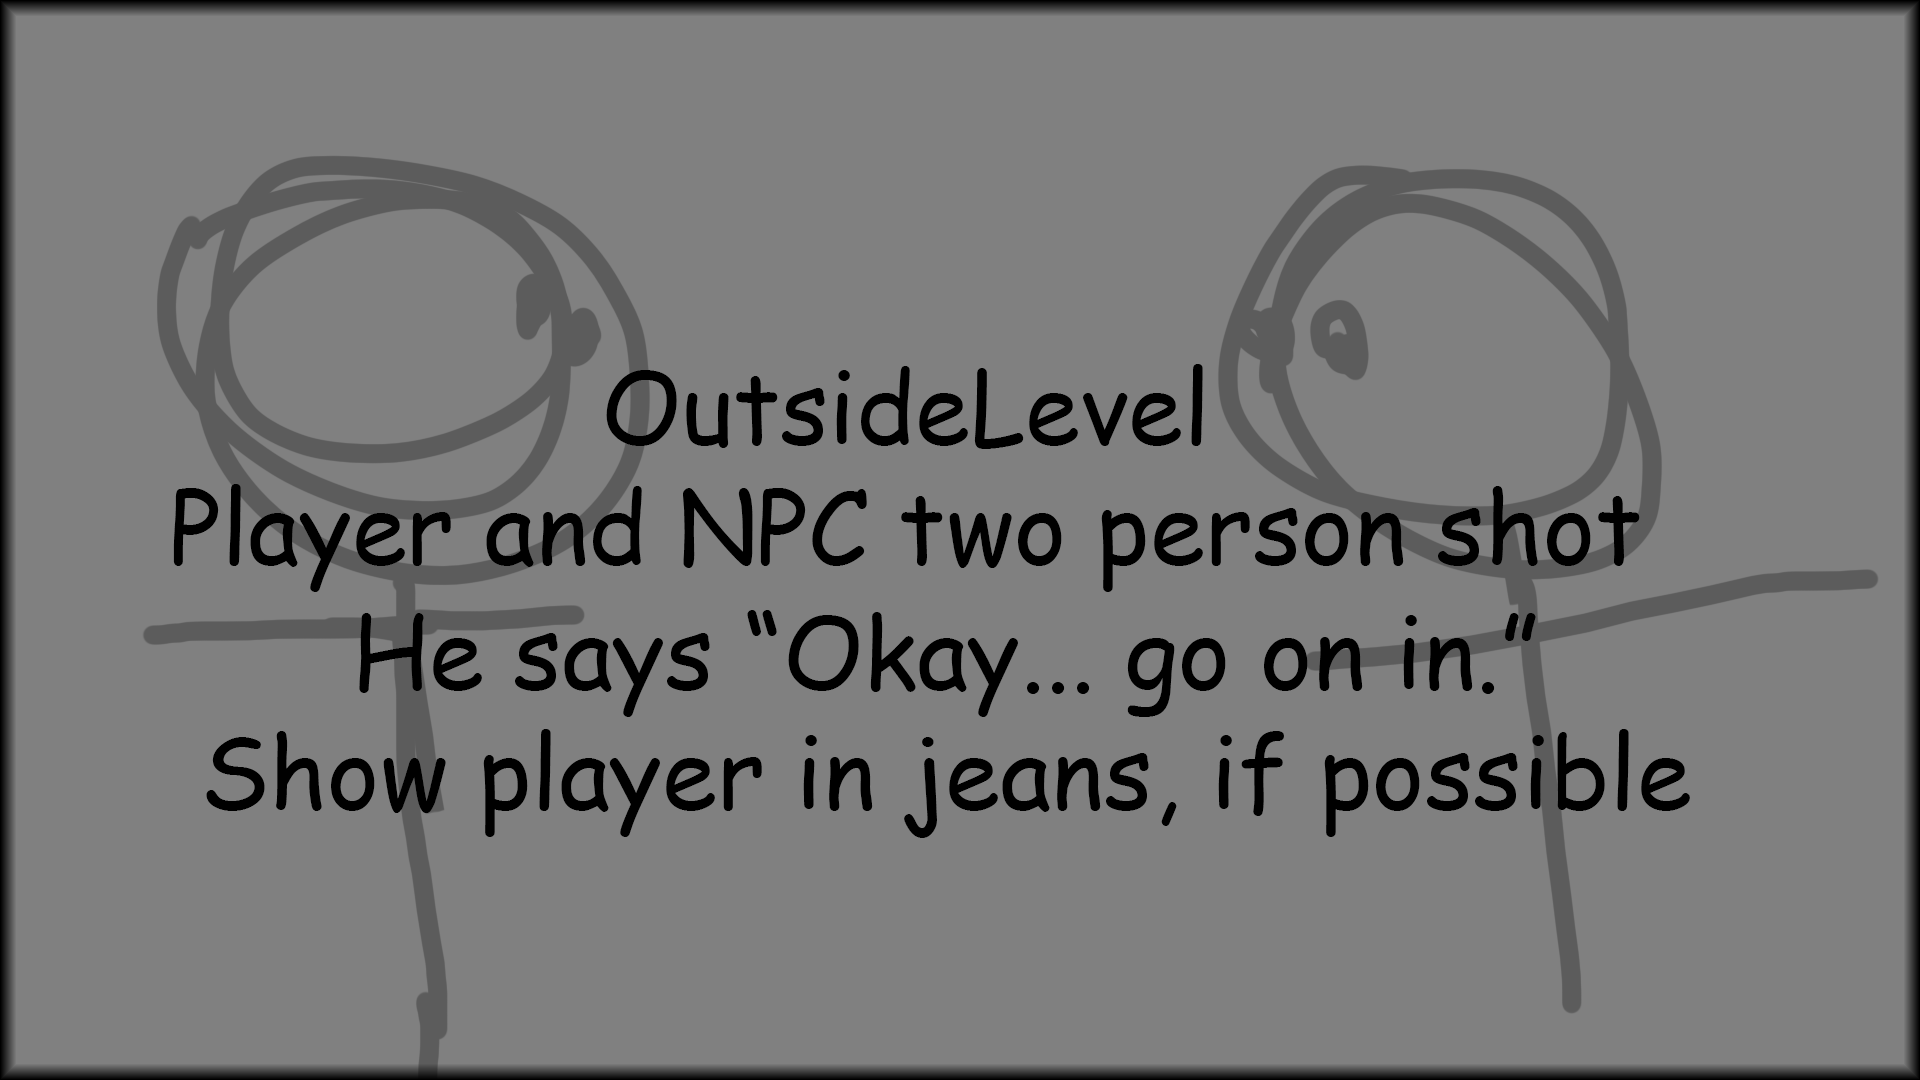 OutsideLevel
Player and NPC two person shot
He says “Okay... go on in.”
Show player in jeans, if possible